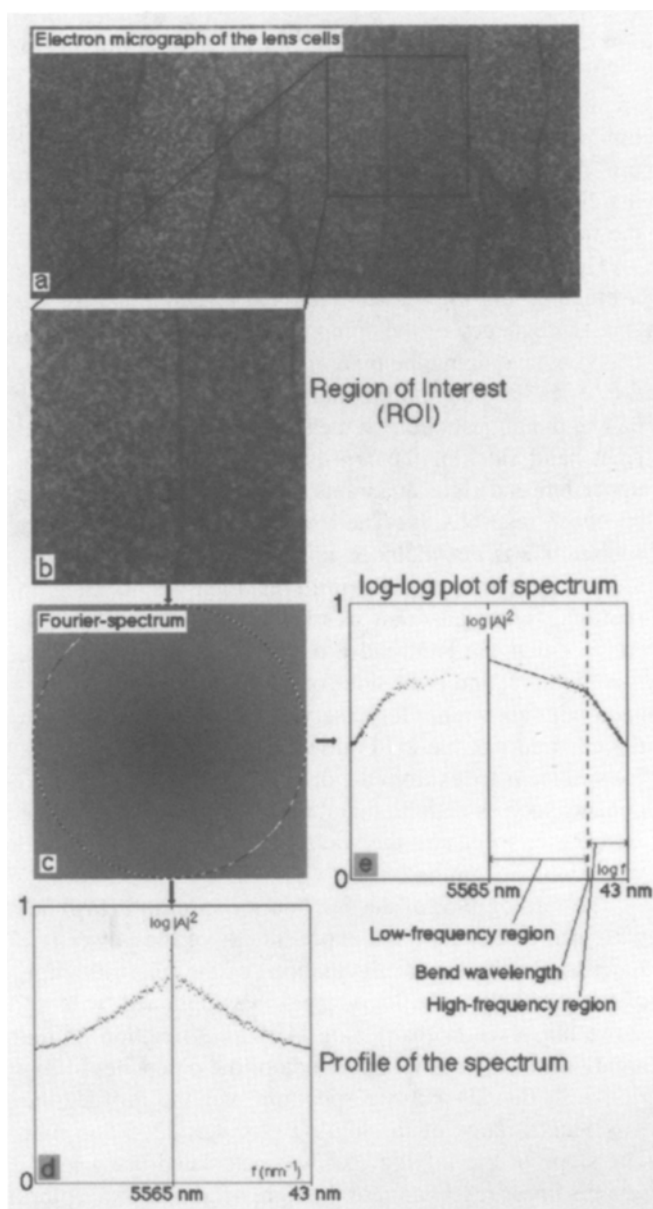 Electron micrograph of the lens cells
a
Region of Interest
(ROI)
b
Fourier-spectrum
c
log-log plot of spectrum
1
log |A|²
e
0
log f
5565 nm
43 nm
Low-frequency region
Bend wavelength
High-frequency region
1
log |A|²
Profile of the spectrum
d
0
f (nm⁻¹)
5565 nm
43 nm